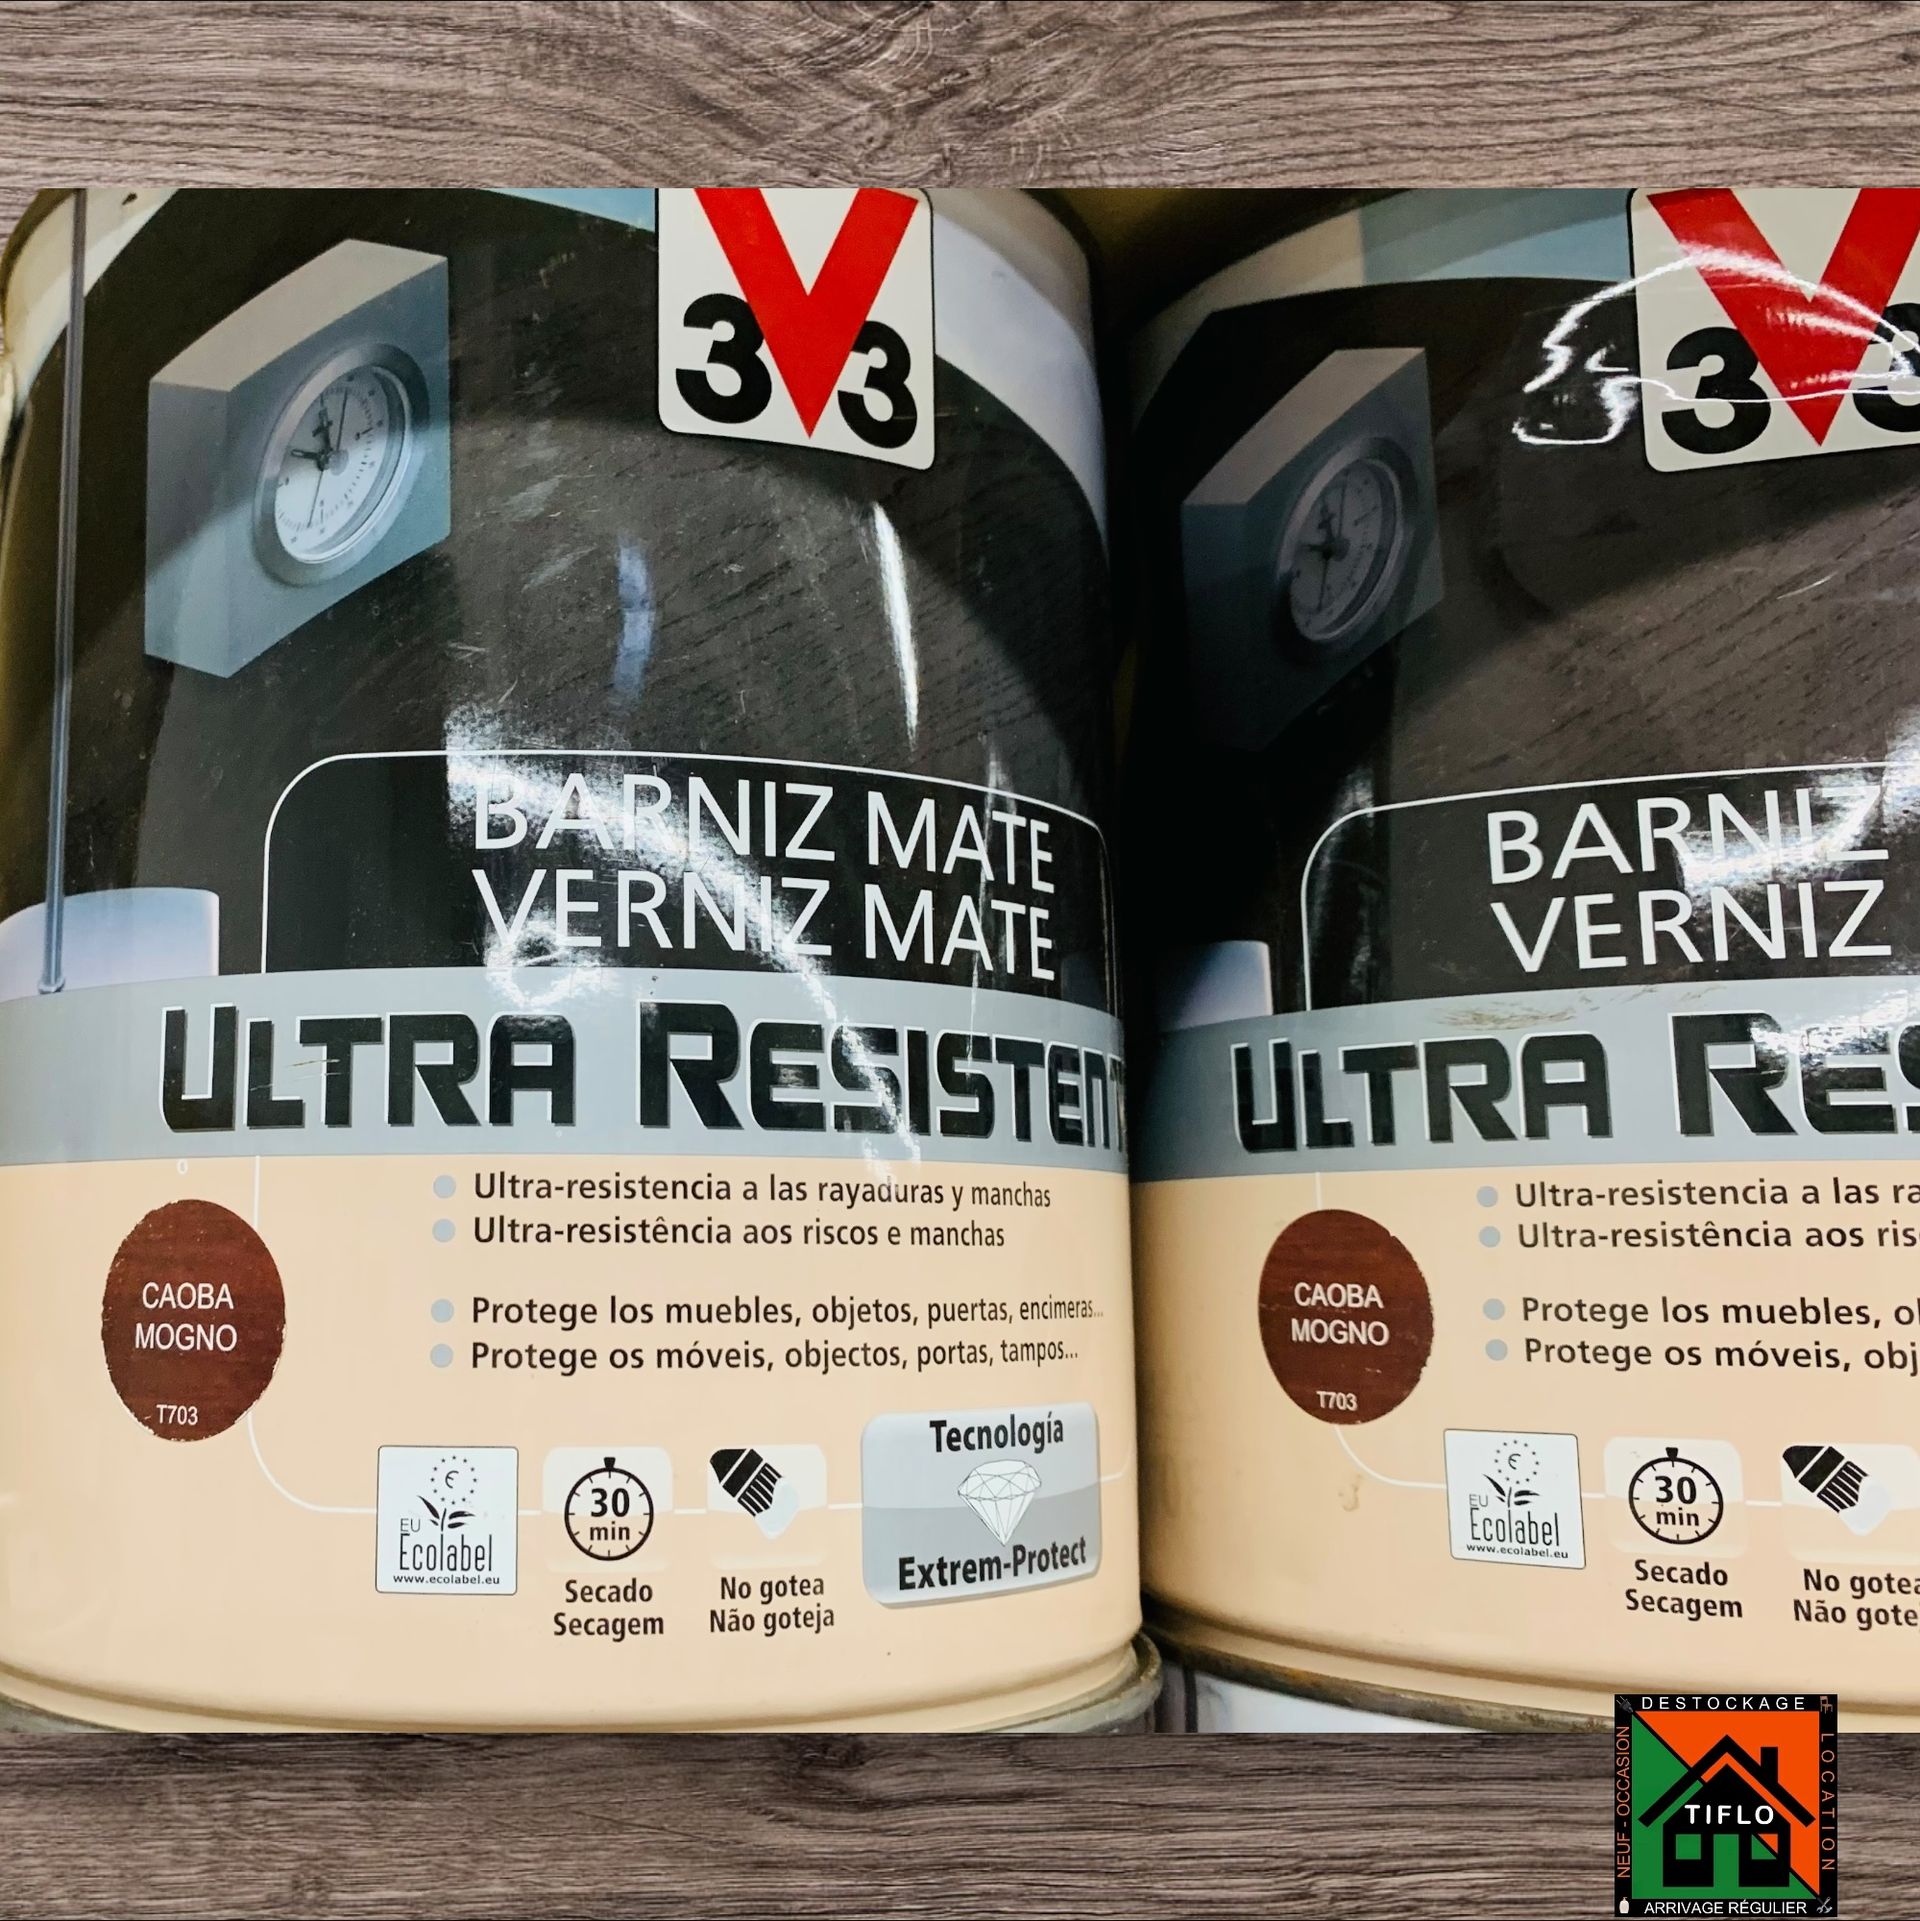 3V3
BARNIZ MATE
VERNIZ MATE
ULTRA RESISTENT
Ultra-resistencia a las rayaduras y manchas
Ultra-resistência aos riscos e manchas
Protege los muebles, objetos, puertas, encimeras...
Protege os móveis, objectos, portas, tampos...
CAOBA
MOGNO
T703
EU
Ecolabel
www.ecolabel.eu
30
min
Secado
Secagem
No gotea
Não goteja
Tecnología
Extrem-Protect
3V3
BARNIZ
VERNIZ
ULTRA RES
Ultra-resistencia a las ra
Ultra-resistência aos ris
Protege los muebles, ob
Protege os móveis, obj
CAOBA
MOGNO
T703
EU
Ecolabel
www.ecolabel.eu
30
min
Secado
Secagem
No gotea
Não gote
DESTOCKAGE
NEUF - OCCASION
LOCATION
TIFLO
ARRIVAGE RÉGULIER